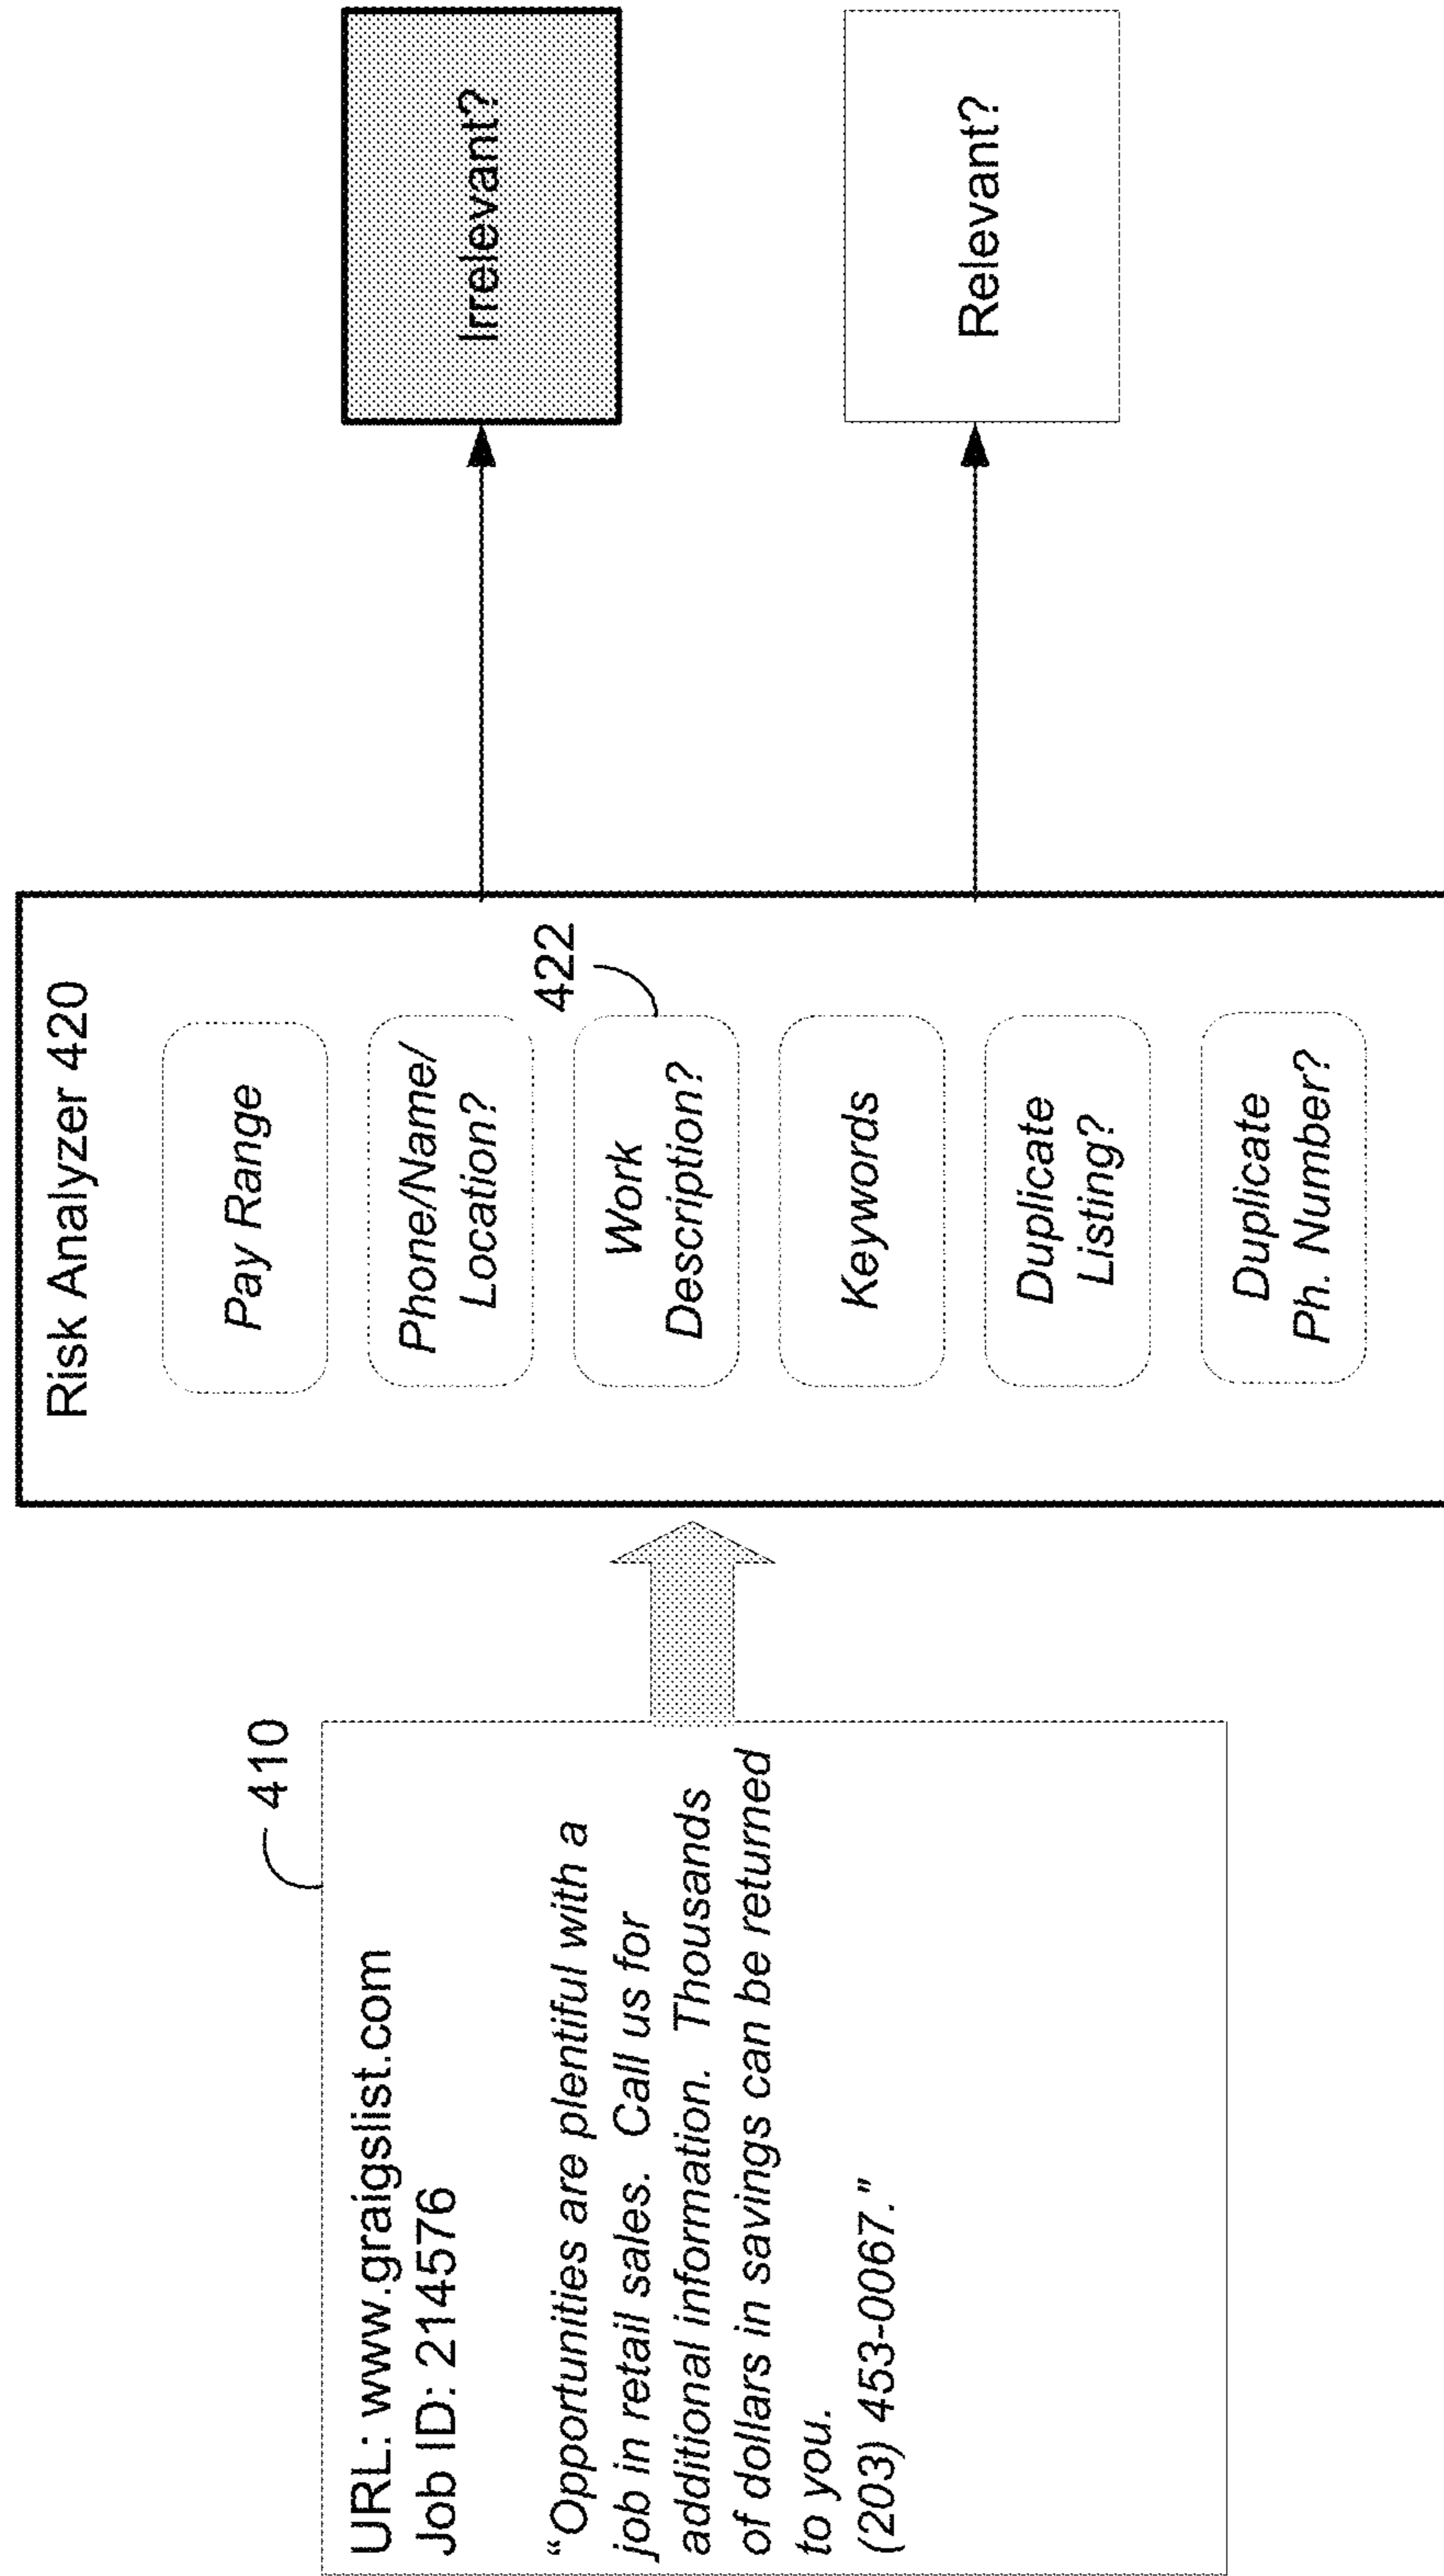 URL: www.graigslist.com
Job ID: 214576
“Opportunities are plentiful with a
job in retail sales. Call us for
additional information. Thousands
of dollars in savings can be returned
to you.
(203) 453-0067."
410
Risk Analyzer 420
Pay Range
Phone/Name/
Location?
422
Work
Description?
Keywords
Duplicate
Listing?
Duplicate
Ph. Number?
Irrelevant?
Relevant?